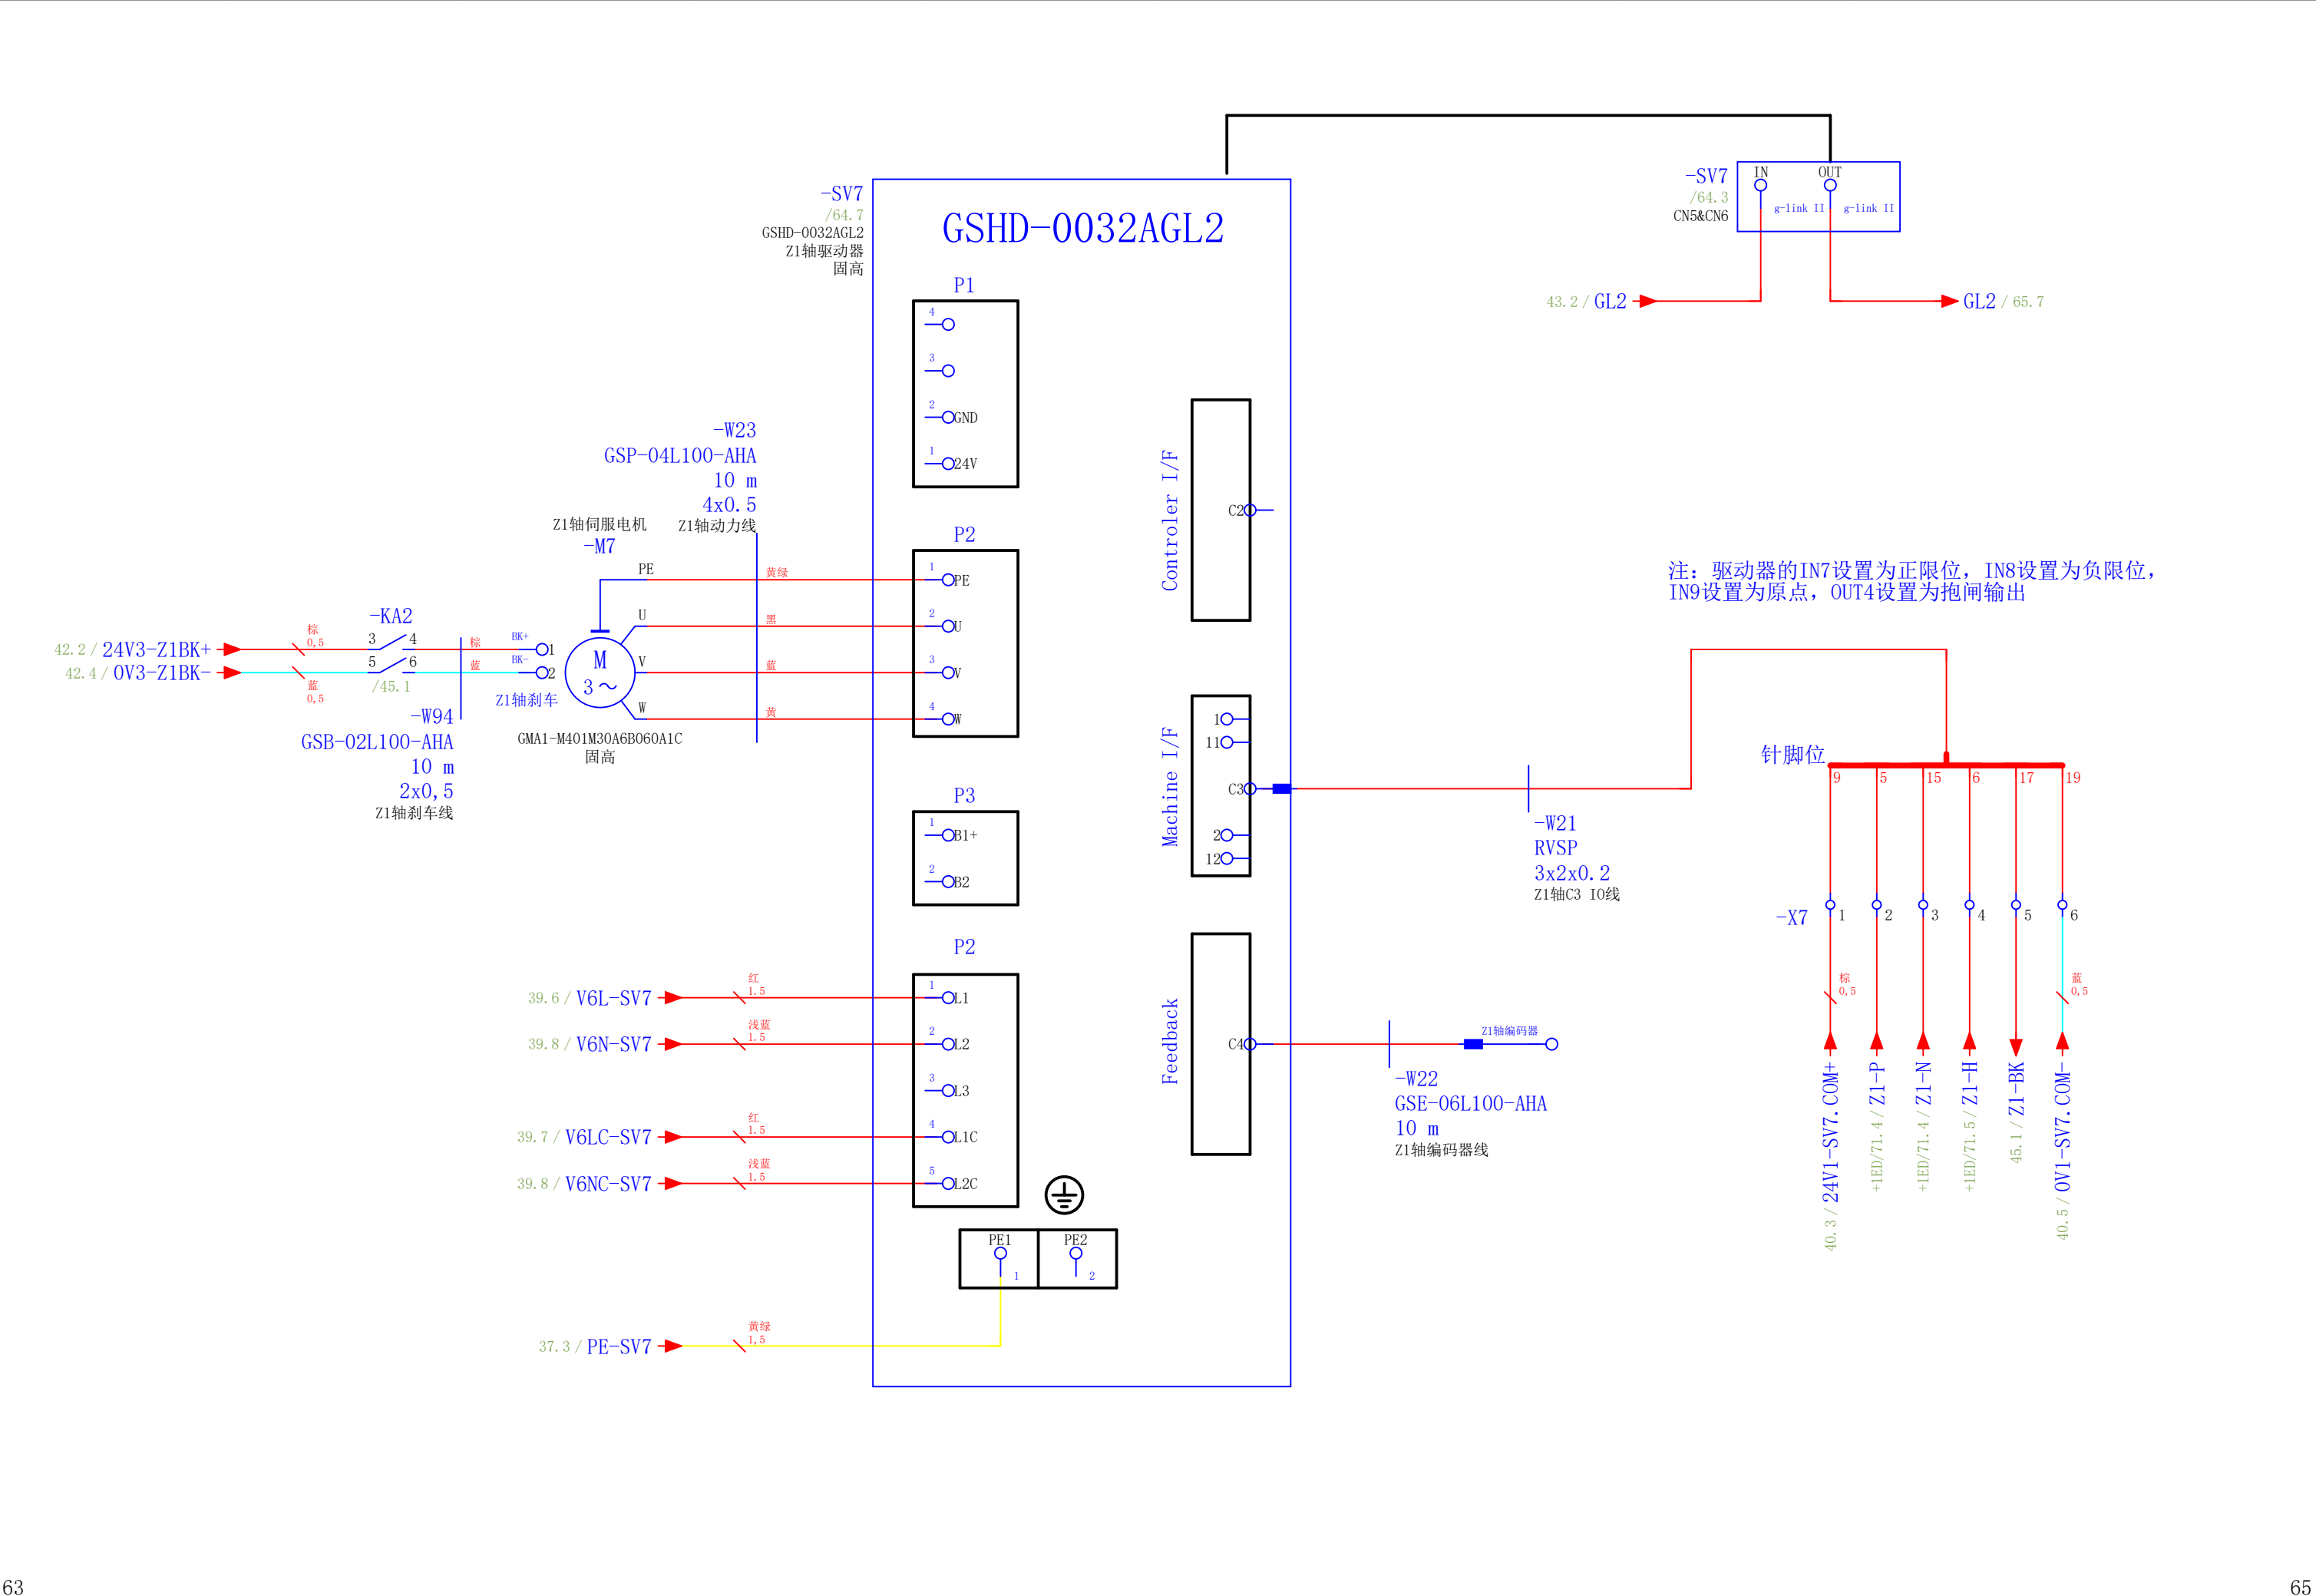 -SV7
/64.7
GSHD-0032AGL2
Z1轴驱动器
固高
GSHD-0032AGL2
-SV7
/64.3
CN5&CN6
IN
OUT
g-link II
g-link II
43.2 / GL2
GL2 / 65.7
P1
4
3
2
GND
1
24V
-W23
GSP-04L100-AHA
10 m
4x0.5
Z1轴动力线
Z1轴伺服电机
-M7
P2
PE
黄绿
1
PE
U
黑
2
U
V
蓝
3
V
W
黄
4
W
M
3～
GMA1-M401M30A6B060A1C
固高
42.2 / 24V3-Z1BK+
42.4 / 0V3-Z1BK-
棕
0,5
蓝
0,5
-KA2
3 4
5 6
/45.1
棕
蓝
BK+
1
BK-
2
Z1轴刹车
-W94
GSB-02L100-AHA
10 m
2x0,5
Z1轴刹车线
P3
1
B1+
2
B2
P2
39.6 / V6L-SV7
红
1.5
1
L1
39.8 / V6N-SV7
浅蓝
1.5
2
L2
3
L3
39.7 / V6LC-SV7
红
1.5
4
L1C
39.8 / V6NC-SV7
浅蓝
1.5
5
L2C
PE1
1
PE2
2
37.3 / PE-SV7
黄绿
1,5
Controler I/F
C2
Machine I/F
1
11
C3
2
12
Feedback
C4
-W21
RVSP
3x2x0.2
Z1轴C3 IO线
Z1轴编码器
-W22
GSE-06L100-AHA
10 m
Z1轴编码器线
注：驱动器的IN7设置为正限位，IN8设置为负限位，
IN9设置为原点，OUT4设置为抱闸输出
针脚位
9 5 15 6 17 19
-X7
1 2 3 4 5 6
棕
0,5
蓝
0,5
40.3 / 24V1-SV7.COM+
+1ED/71.4 / Z1-P
+1ED/71.4 / Z1-N
+1ED/71.5 / Z1-H
45.1 / Z1-BK
40.5 / 0V1-SV7.COM-
63
65